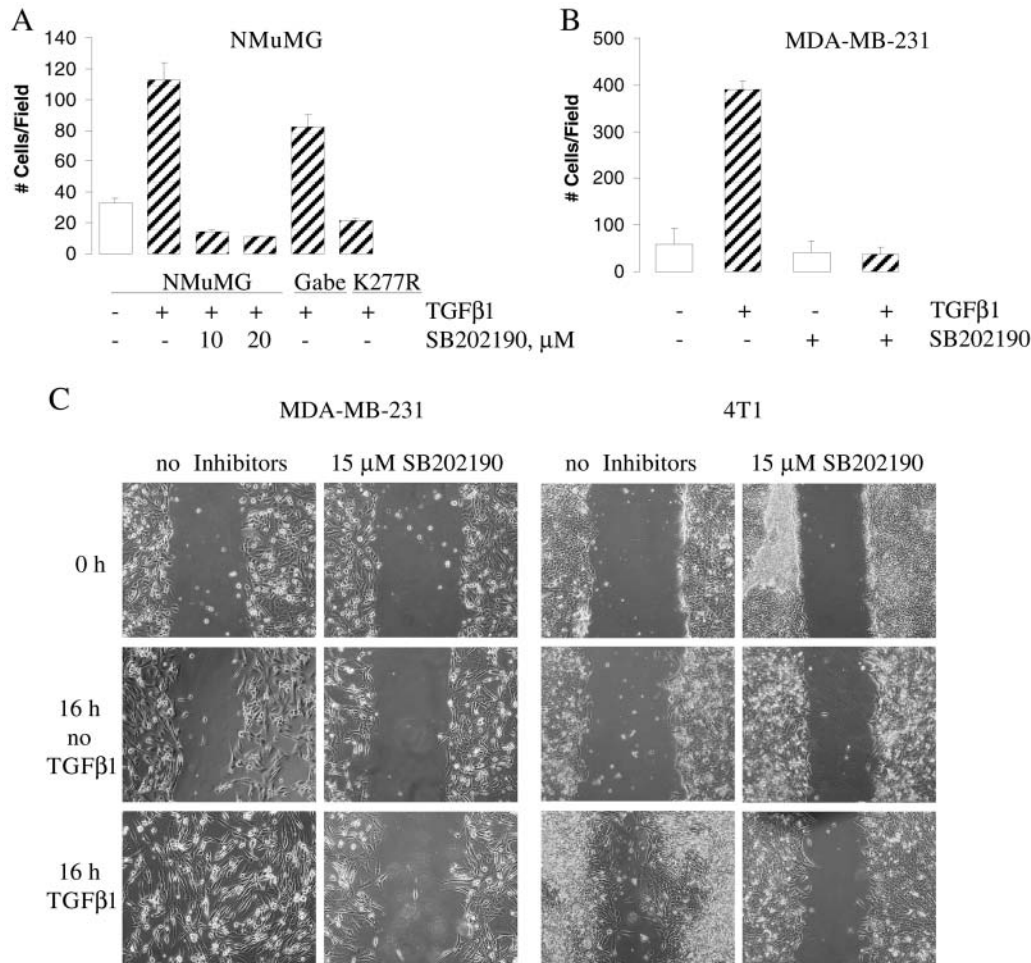 A
NMuMG
# Cells/Field
140
120
100
80
60
40
20
0
NMuMG Gabe K277R
- + + + + + TGFβ1
- - 10 20 - - SB202190, µM
B
MDA-MB-231
# Cells/Field
500
400
300
200
100
0
- + - + TGFβ1
- - + + SB202190
C
MDA-MB-231 4T1
no Inhibitors 15 µM SB202190 no Inhibitors 15 µM SB202190
0 h
16 h
no
TGFβ1
16 h
TGFβ1